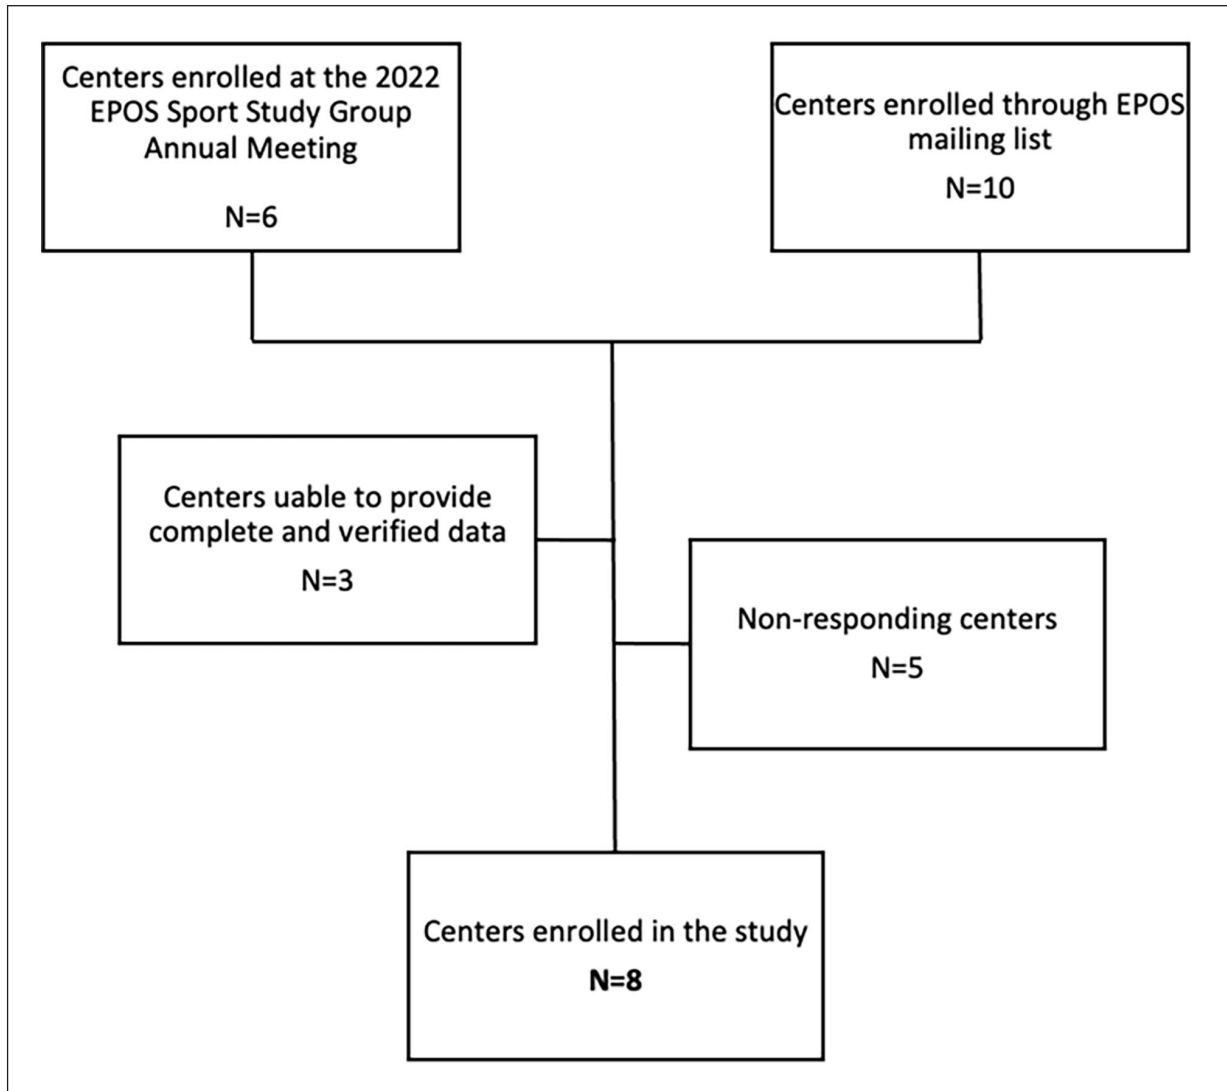 Centers enrolled at the 2022
EPOS Sport Study Group
Annual Meeting
N=6
Centers enrolled through EPOS
mailing list
N=10
Centers uable to provide
complete and verified data
N=3
Non-responding centers
N=5
Centers enrolled in the study
N=8